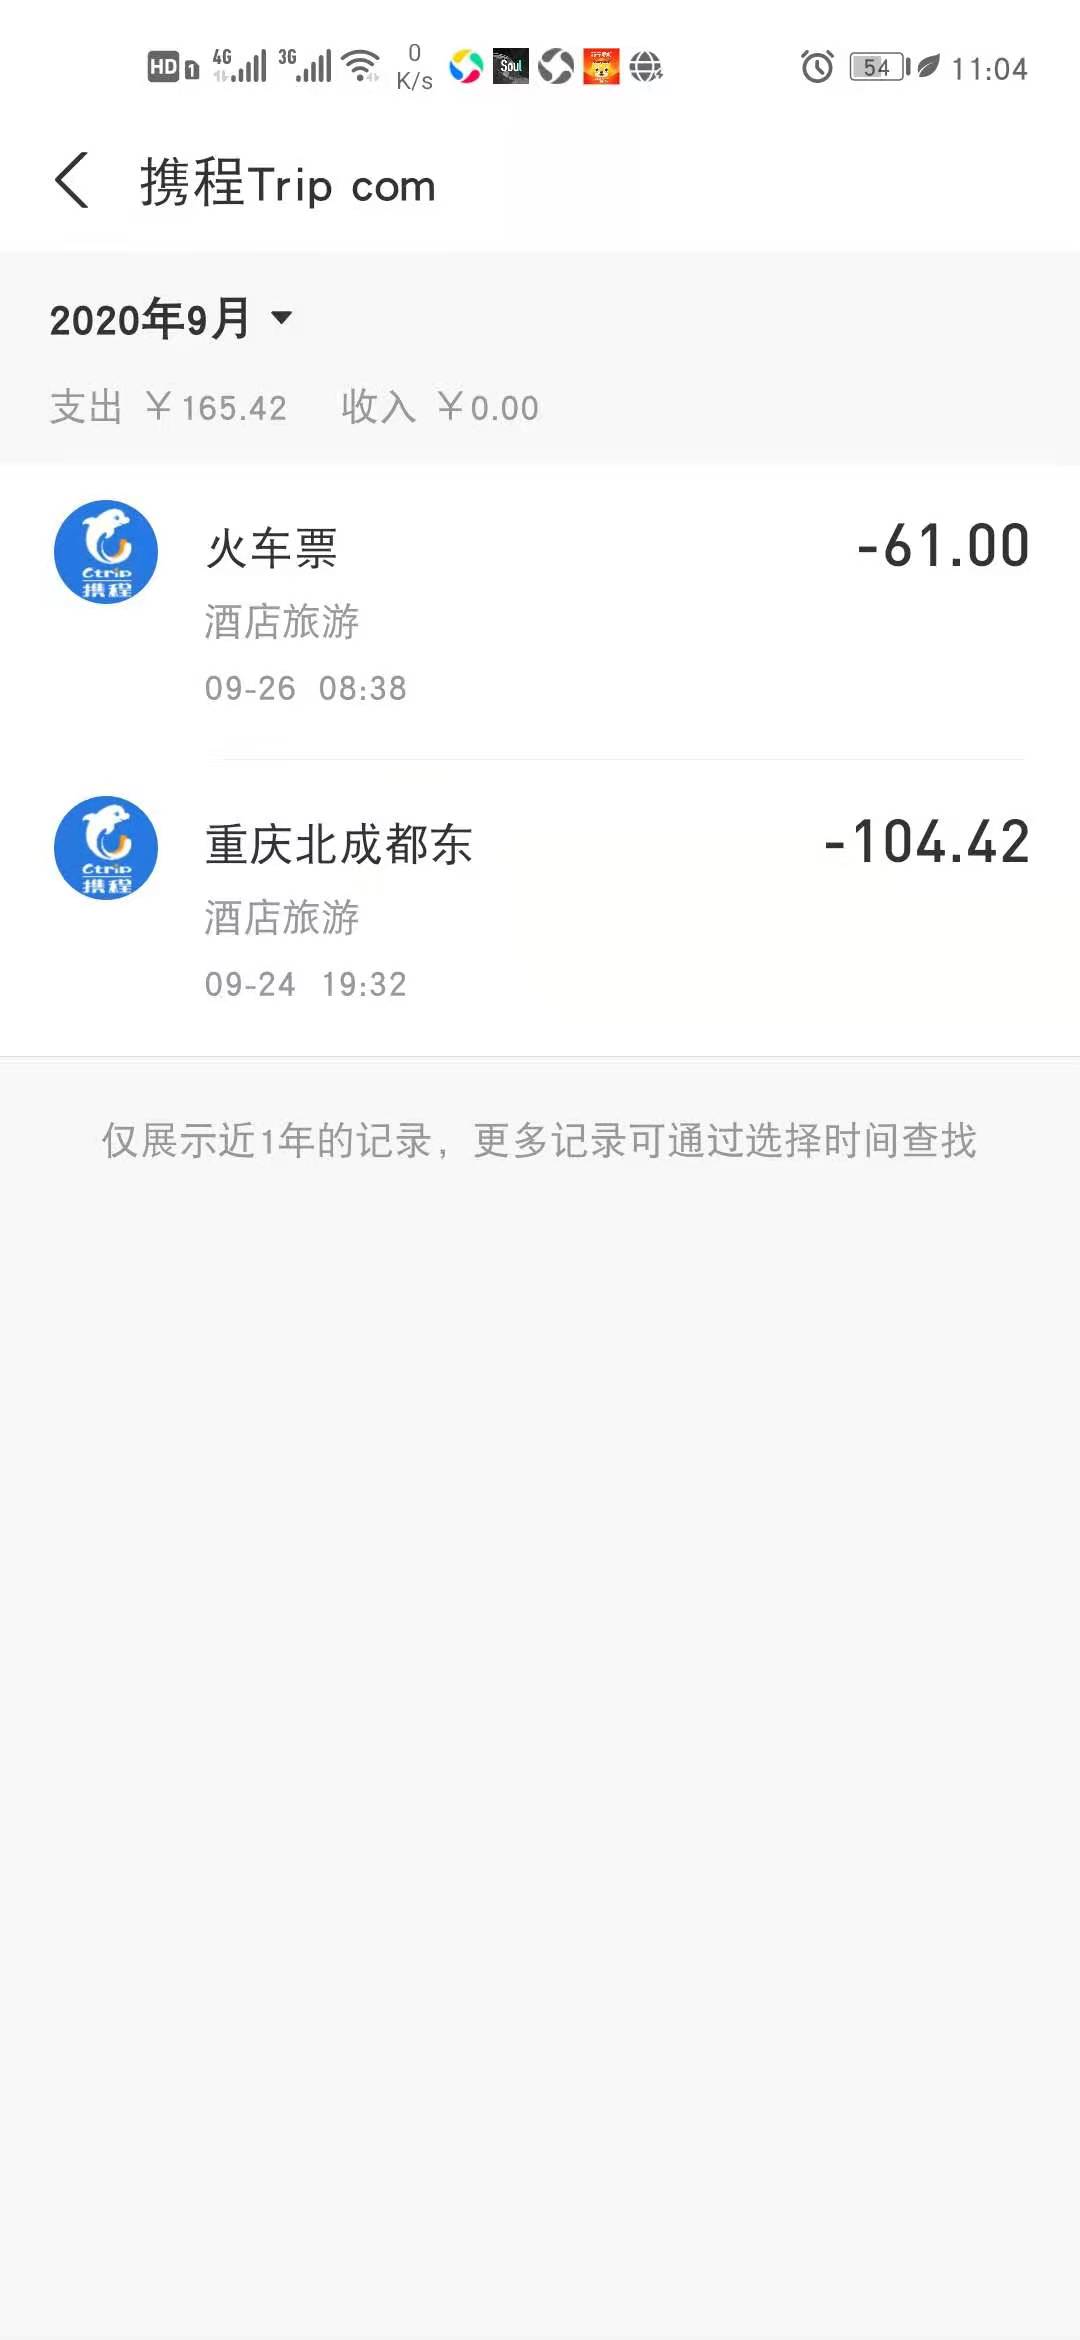 HD 1 4G 3G 0 K/s Soul 54 11:04
携程Trip com
2020年9月
支出 ￥165.42 收入 ￥0.00
Ctrip
携程
火车票 -61.00
酒店旅游
09-26 08:38
Ctrip
携程
重庆北成都东 -104.42
酒店旅游
09-24 19:32
仅展示近1年的记录，更多记录可通过选择时间查找